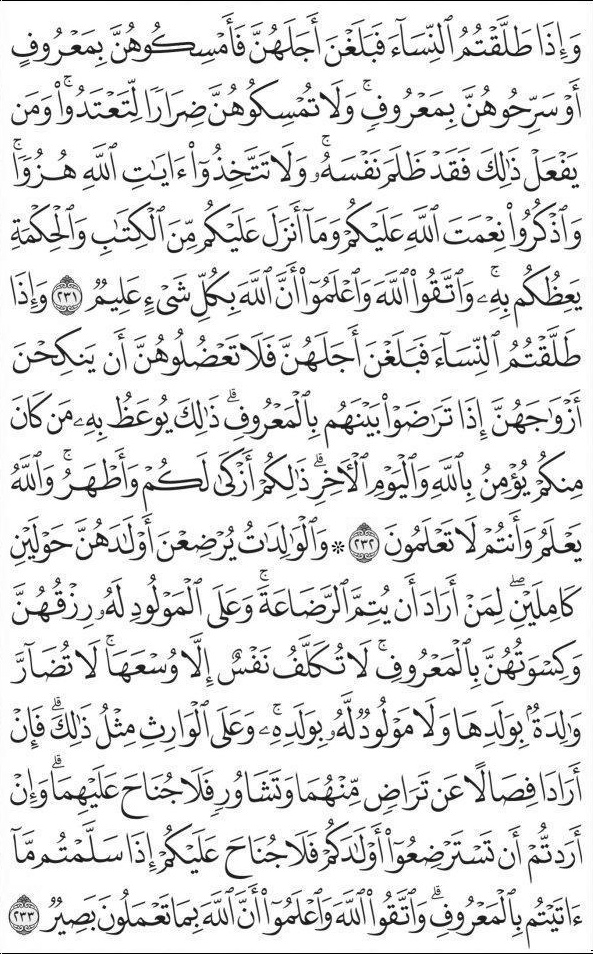 وَإِذَا طَلَّقْتُمُ ٱلنِّسَآءَ فَبَلَغْنَ أَجَلَهُنَّ فَأَمْسِكُوهُنَّ بِمَعْرُوفٍ
أَوْ سَرِّحُوهُنَّ بِمَعْرُوفٍۚ وَلَا تُمْسِكُوهُنَّ ضِرَارًا لِّتَعْتَدُوا۟ۚ وَمَن
يَفْعَلْ ذَٰلِكَ فَقَدْ ظَلَمَ نَفْسَهُۥۚ وَلَا تَتَّخِذُوٓا۟ ءَايَٰتِ ٱللَّهِ هُزُوًاۚ
وَٱذْكُرُوا۟ نِعْمَتَ ٱللَّهِ عَلَيْكُمْ وَمَآ أَنزَلَ عَلَيْكُم مِّنَ ٱلْكِتَٰبِ وَٱلْحِكْمَةِ
يَعِظُكُم بِهِۦۚ وَٱتَّقُوا۟ ٱللَّهَ وَٱعْلَمُوٓا۟ أَنَّ ٱللَّهَ بِكُلِّ شَىْءٍ عَلِيمٌ ٢٣١ وَإِذَا
طَلَّقْتُمُ ٱلنِّسَآءَ فَبَلَغْنَ أَجَلَهُنَّ فَلَا تَعْضُلُوهُنَّ أَن يَنكِحْنَ
أَزْوَٰجَهُنَّ إِذَا تَرَٰضَوْا۟ بَيْنَهُم بِٱلْمَعْرُوفِۗ ذَٰلِكَ يُوعَظُ بِهِۦ مَن كَانَ
مِنكُمْ يُؤْمِنُ بِٱللَّهِ وَٱلْيَوْمِ ٱلْـَٔاخِرِۗ ذَٰلِكُمْ أَزْكَىٰ لَكُمْ وَأَطْهَرُۚ وَٱللَّهُ
يَعْلَمُ وَأَنتُمْ لَا تَعْلَمُونَ ٢٣٢ ۞ وَٱلْوَٰلِدَٰتُ يُرْضِعْنَ أَوْلَٰدَهُنَّ حَوْلَيْنِ
كَامِلَيْنِۖ لِمَنْ أَرَادَ أَن يُتِمَّ ٱلرَّضَاعَةَۚ وَعَلَى ٱلْمَوْلُودِ لَهُۥ رِزْقُهُنَّ
وَكِسْوَتُهُنَّ بِٱلْمَعْرُوفِۚ لَا تُكَلَّفُ نَفْسٌ إِلَّا وُسْعَهَاۚ لَا تُضَآرَّ
وَٰلِدَةٌۢ بِوَلَدِهَا وَلَا مَوْلُودٌ لَّهُۥ بِوَلَدِهِۦۚ وَعَلَى ٱلْوَارِثِ مِثْلُ ذَٰلِكَۗ فَإِنْ
أَرَادَا فِصَالًا عَن تَرَاضٍ مِّنْهُمَا وَتَشَاوُرٍ فَلَا جُنَاحَ عَلَيْهِمَاۗ وَإِنْ
أَرَدتُّمْ أَن تَسْتَرْضِعُوٓا۟ أَوْلَٰدَكُمْ فَلَا جُنَاحَ عَلَيْكُمْ إِذَا سَلَّمْتُم مَّآ
ءَاتَيْتُم بِٱلْمَعْرُوفِۗ وَٱتَّقُوا۟ ٱللَّهَ وَٱعْلَمُوٓا۟ أَنَّ ٱللَّهَ بِمَا تَعْمَلُونَ بَصِيرٌ ٢٣٣